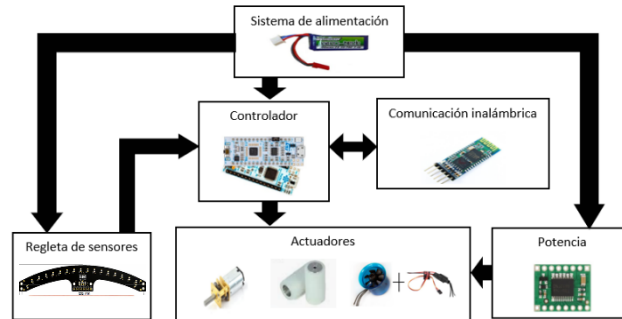 Sistema de alimentación
Controlador
Comunicación inalámbrica
Regleta de sensores
Actuadores
Potencia